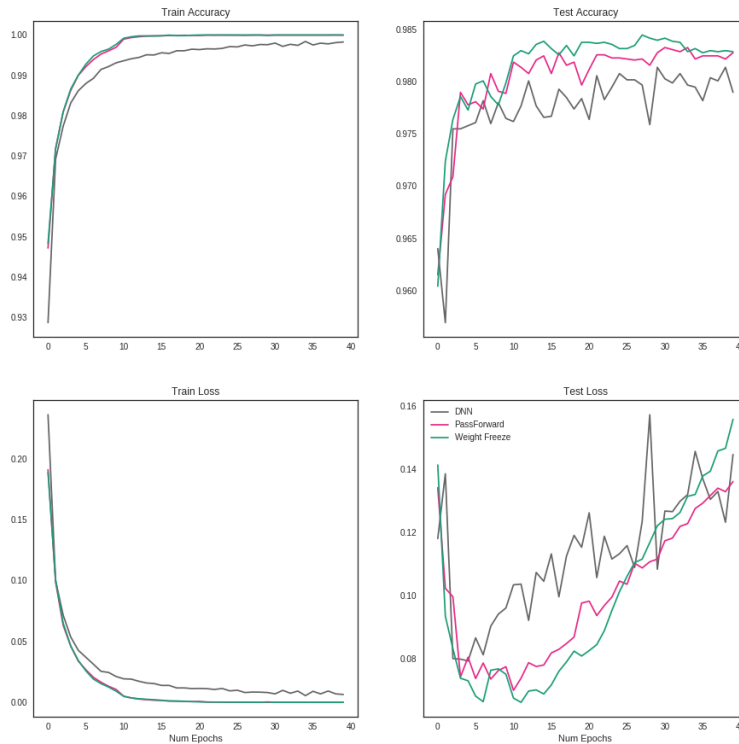 Train Accuracy
1.00
0.99
0.98
0.97
0.96
0.95
0.94
0.93
0 5 10 15 20 25 30 35 40
Test Accuracy
0.985
0.980
0.975
0.970
0.965
0.960
0 5 10 15 20 25 30 35 4
Train Loss
0.20
0.15
0.10
0.05
0.00
0 5 10 15 20 25 30 35 40
Num Epochs
Test Loss
0.16
0.14
0.12
0.10
0.08
DNN
PassForward
Weight Freeze
0 5 10 15 20 25 30 35 4
Num Epochs